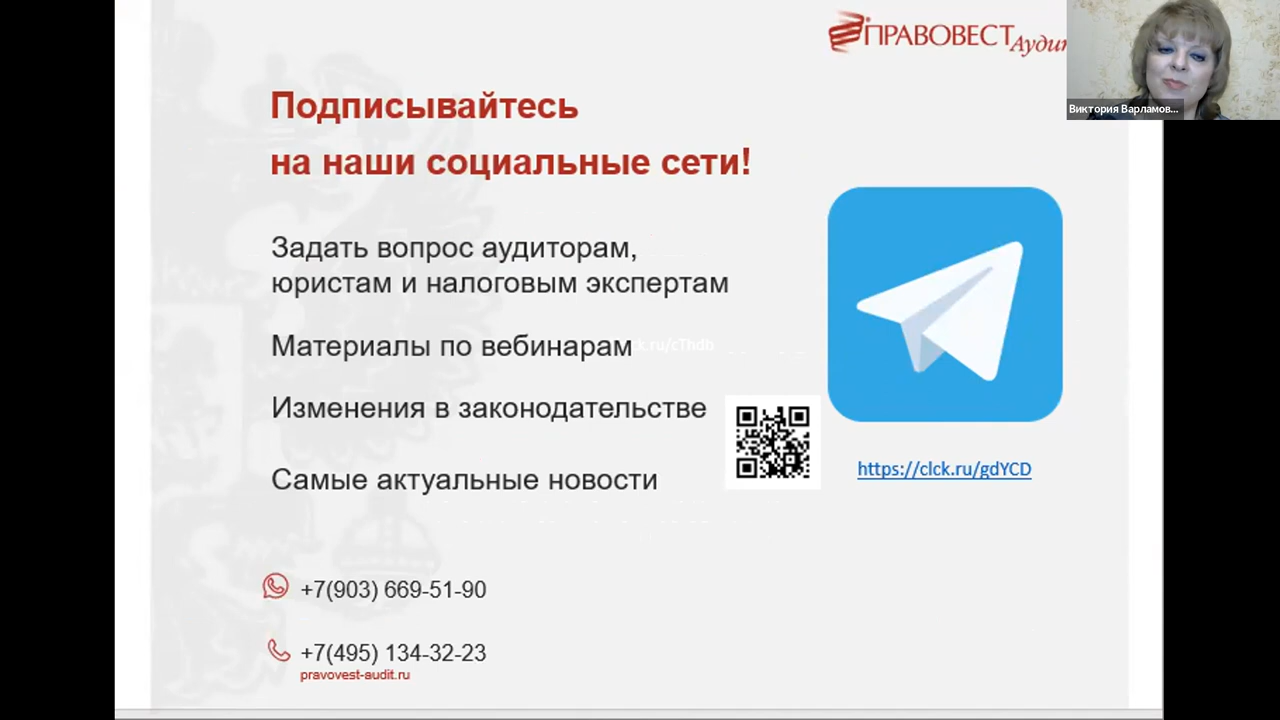 ПРАВОВЕСТ
Виктория Варламов...
Подписывайтесь
на наши социальные сети!
Задать вопрос аудиторам,
юристам и налоговым экспертам
Материалы по вебинарам
Изменения в законодательстве
https://clck.ru/gdYCD
Самые актуальные новости
+7(903) 669-51-90
+7(495) 134-32-23
pravovest-audit.ru